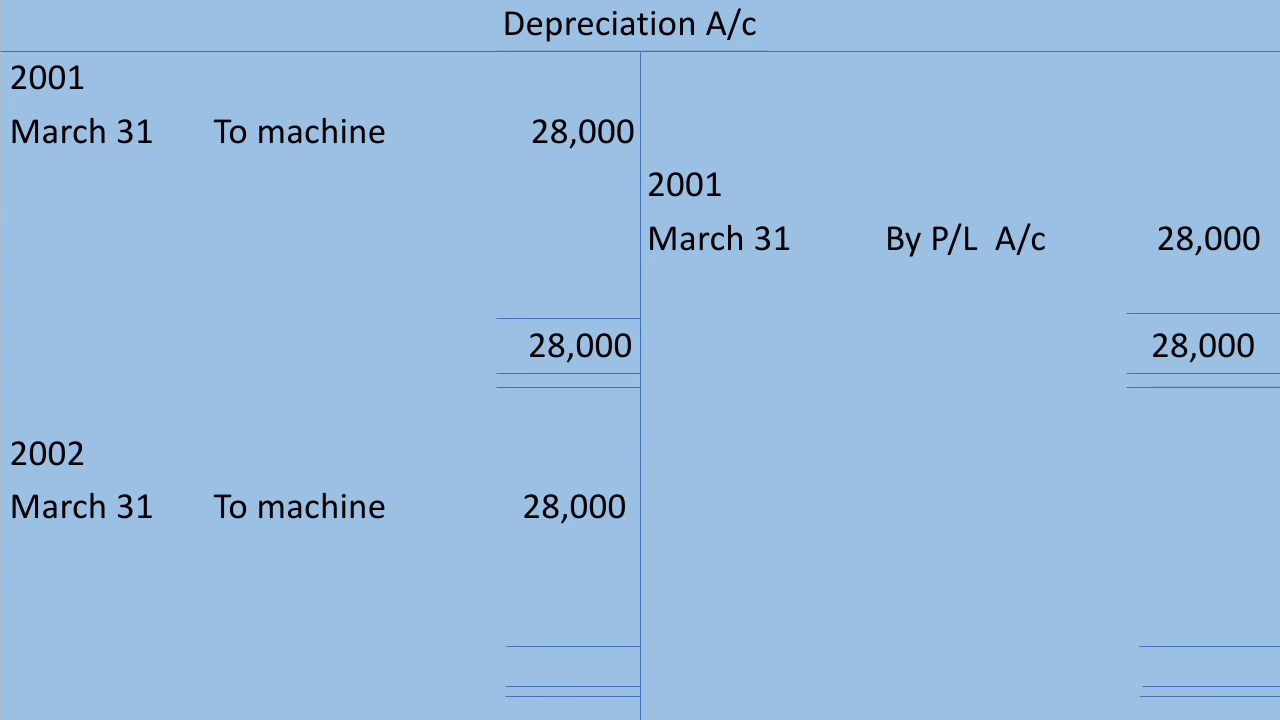 Depreciation A/c
2001
March 31 To machine 28,000
2001
March 31 By P/L A/c 28,000
28,000 28,000
2002
March 31 To machine 28,000